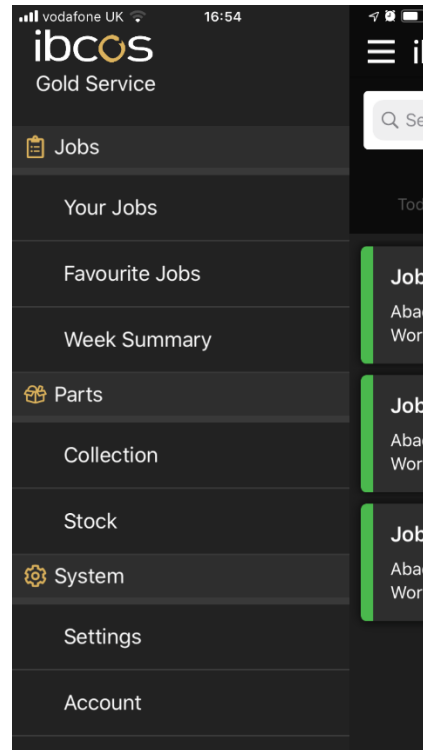 vodafone UK 16:54
ibcos
Gold Service
Jobs
Your Jobs
Favourite Jobs
Week Summary
Parts
Collection
Stock
System
Settings
Account